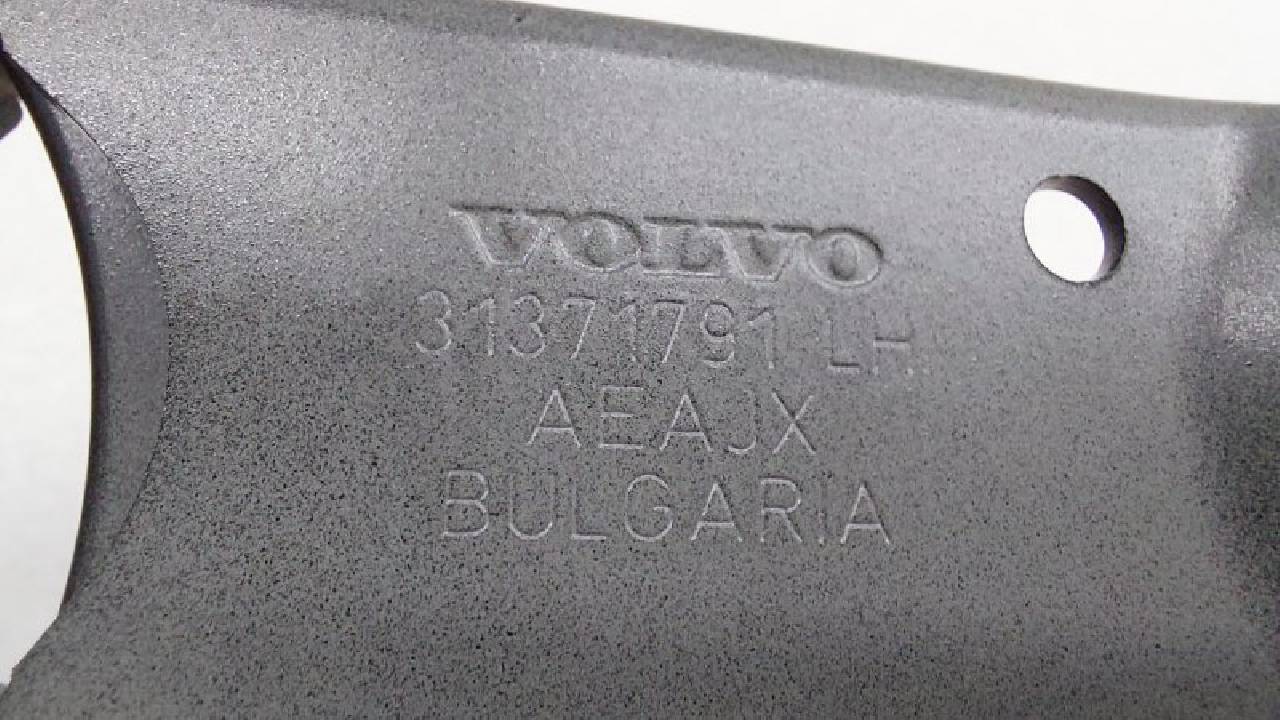 VOLVO
31371791 LH.
AEAJX
BULGARIA